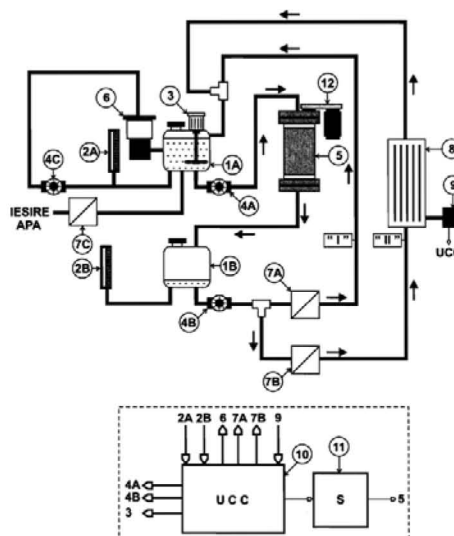 12
6
3
2A
8
4C
1A
5
9
4A
IESIRE
APA
"I"
"II"
UCC
7C
1B
7A
2B
4B
7B
2A 2B 6 7A 7B 9
10
11
4A
4B
3
UCC
S
5